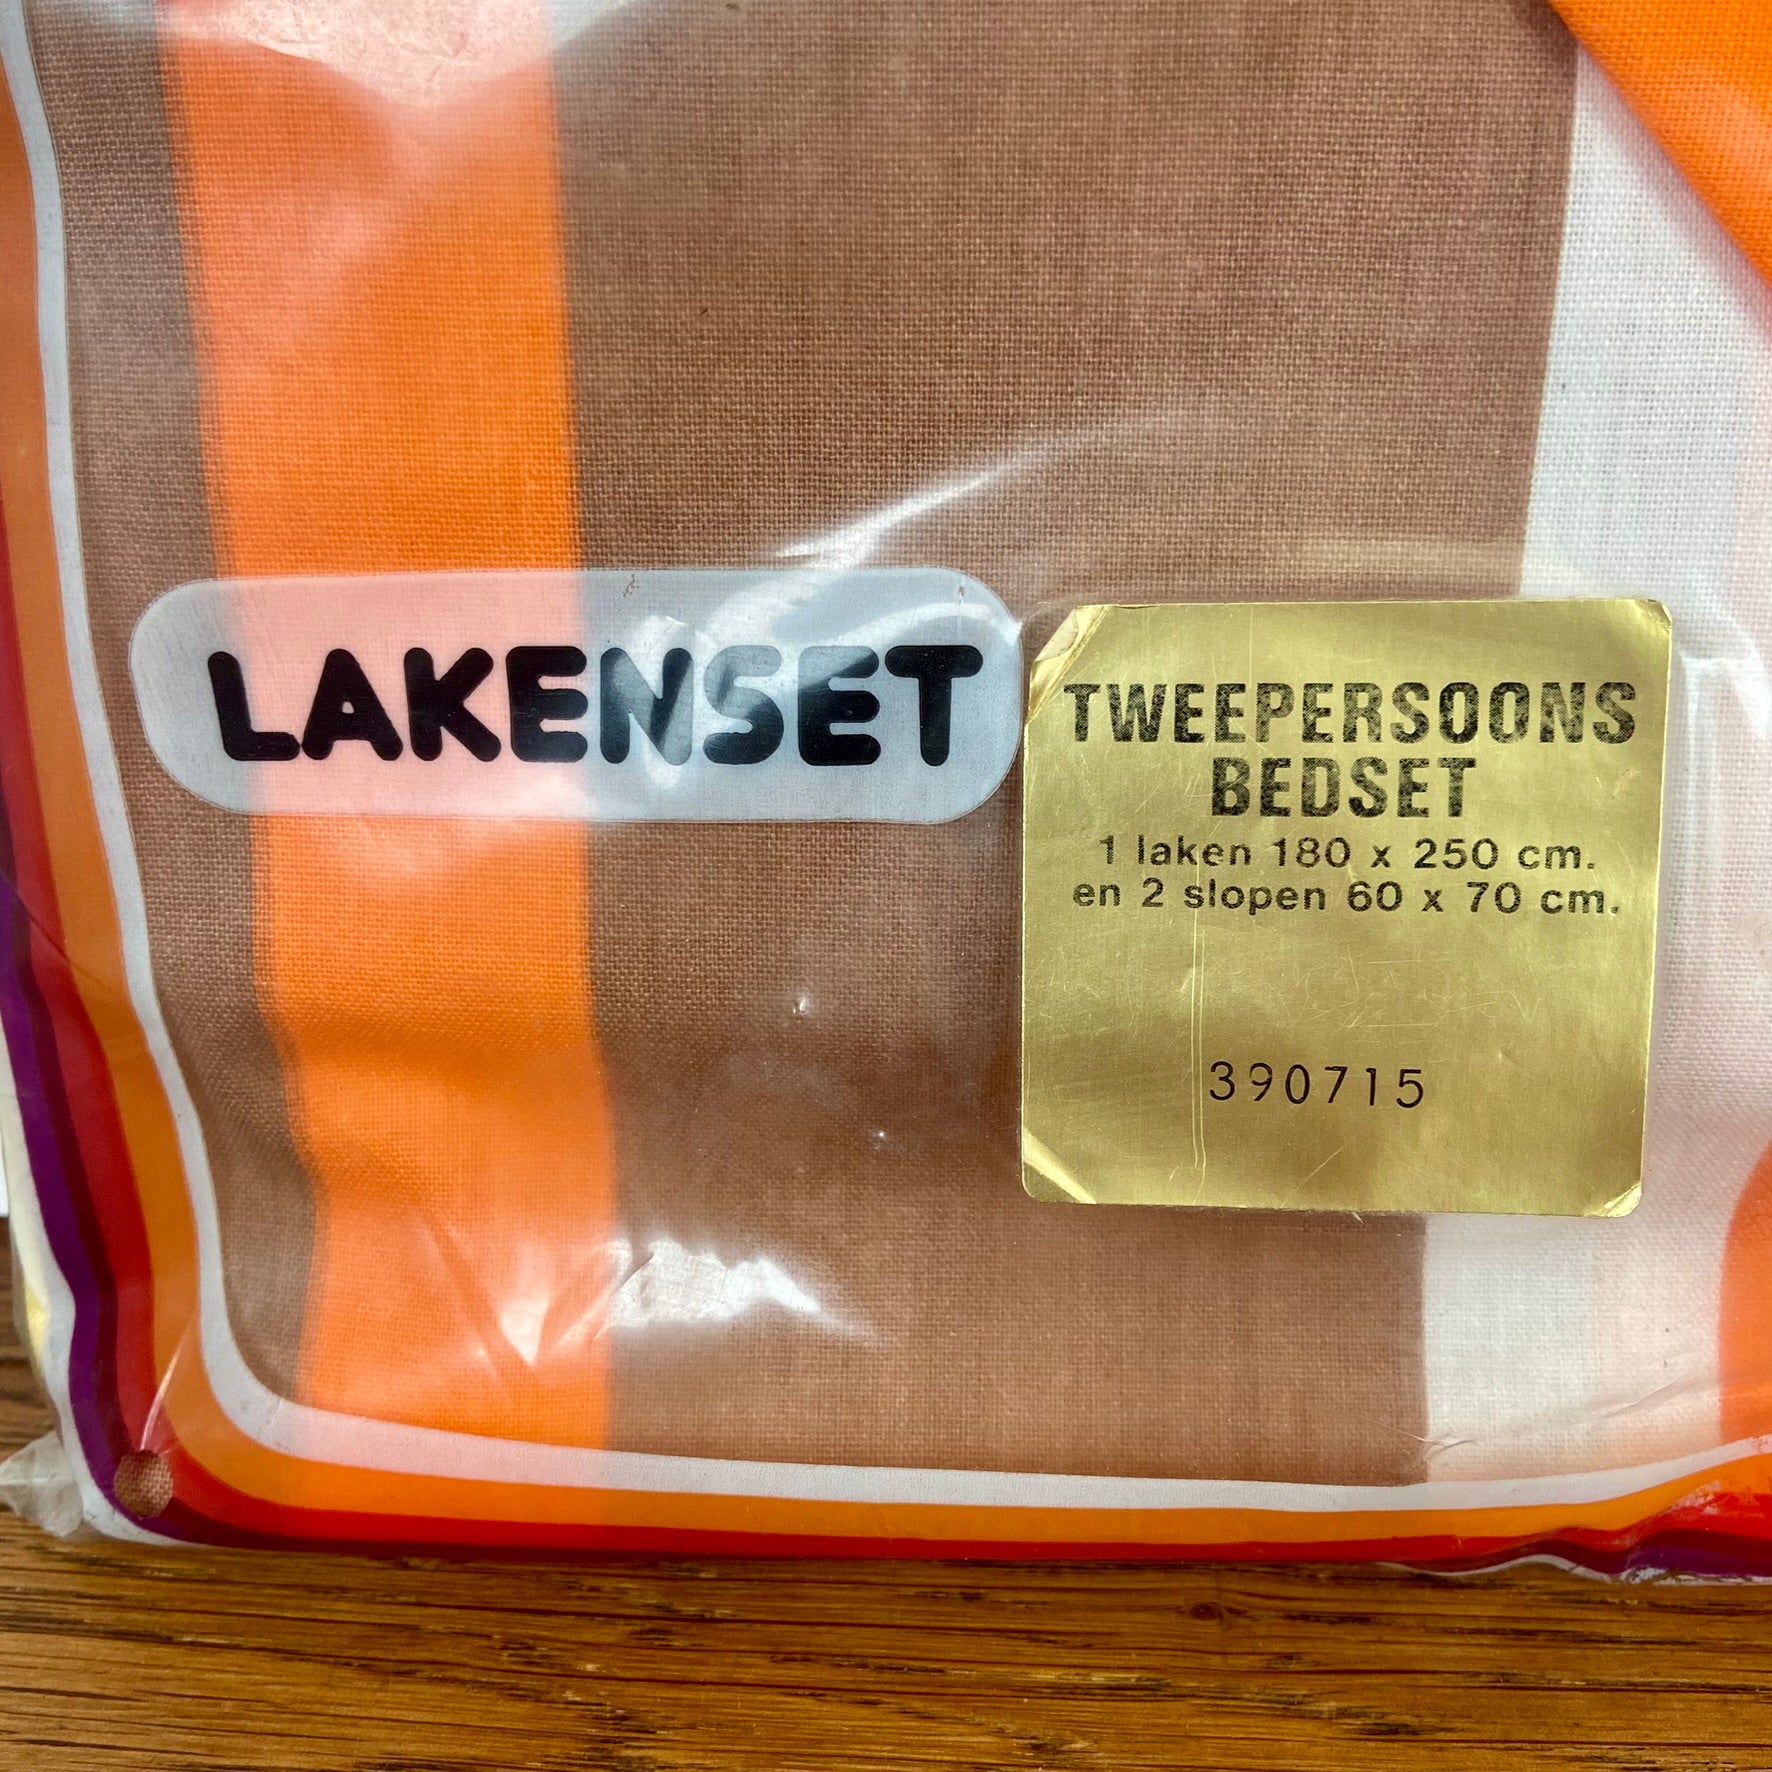 LAKENSET
TWEEPERSOONS
BEDSET
1 laken 180 x 250 cm.
en 2 slopen 60 x 70 cm.
390715